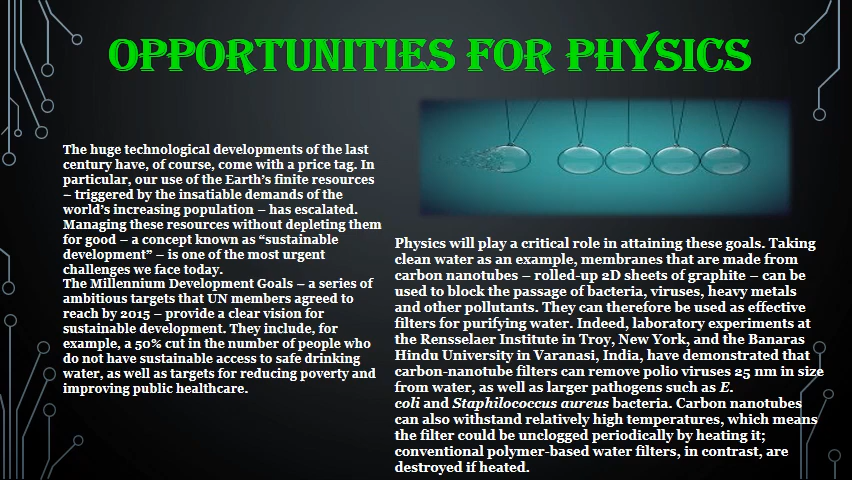 OPPORTUNITIES FOR PHYSICS
The huge technological developments of the last
century have, of course, come with a price tag. In
particular, our use of the Earth's finite resources
– triggered by the insatiable demands of the
world's increasing population – has escalated.
Managing these resources without depleting them
for good – a concept known as “sustainable
development” – is one of the most urgent
challenges we face today.
The Millennium Development Goals – a series of
ambitious targets that UN members agreed to
reach by 2015 – provide a clear vision for
sustainable development. They include, for
example, a 50% cut in the number of people who
do not have sustainable access to safe drinking
water, as well as targets for reducing poverty and
improving public healthcare.
Physics will play a critical role in attaining these goals. Taking
clean water as an example, membranes that are made from
carbon nanotubes – rolled-up 2D sheets of graphite – can be
used to block the passage of bacteria, viruses, heavy metals
and other pollutants. They can therefore be used as effective
filters for purifying water. Indeed, laboratory experiments at
the Rensselaer Institute in Troy, New York, and the Banaras
Hindu University in Varanasi, India, have demonstrated that
carbon-nanotube filters can remove polio viruses 25 nm in size
from water, as well as larger pathogens such as E.
coli and Staphilococcus aureus bacteria. Carbon nanotubes
can also withstand relatively high temperatures, which means
the filter could be unclogged periodically by heating it;
conventional polymer-based water filters, in contrast, are
destroyed if heated.